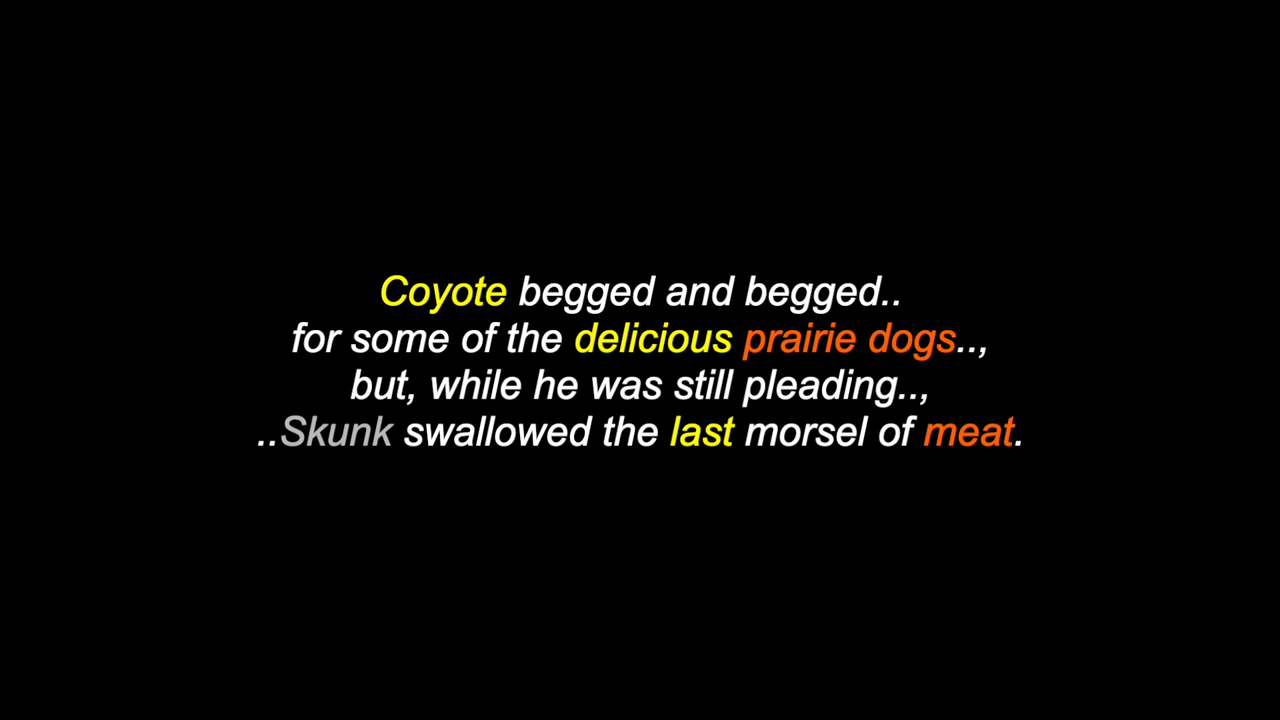 Coyote begged and begged..
for some of the delicious prairie dogs..,
but, while he was still pleading..,
..Skunk swallowed the last morsel of meat.